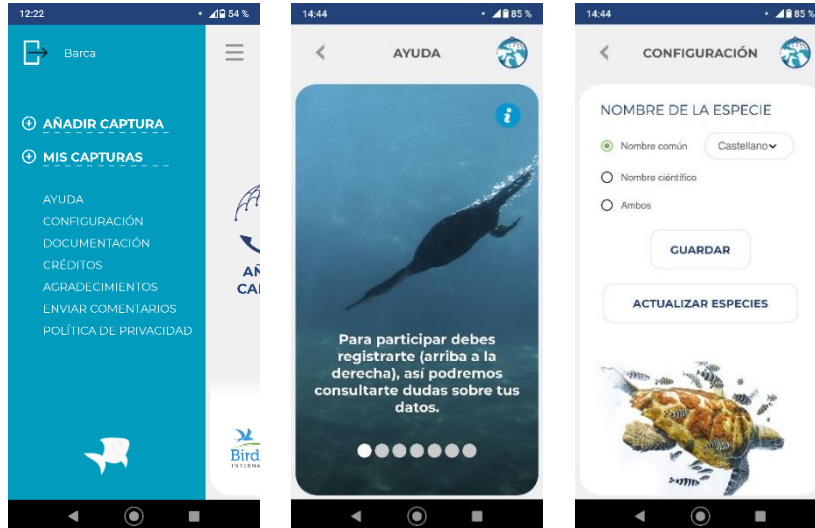 12:22
54 %
Barca
AÑADIR CAPTURA
MIS CAPTURAS
AYUDA
CONFIGURACIÓN
DOCUMENTACIÓN
CRÉDITOS
AGRADECIMIENTOS
ENVIAR COMENTARIOS
POLÍTICA DE PRIVACIDAD
AÑ
CA
Bird
INTERNA
14:44
85 %
AYUDA
i
Para participar debes
registrarte (arriba a la
derecha), así podremos
consultarte dudas sobre tus
datos.
14:44
85 %
CONFIGURACIÓN
NOMBRE DE LA ESPECIE
Nombre común
Castellano
Nombre ciéntífico
Ambos
GUARDAR
ACTUALIZAR ESPECIES